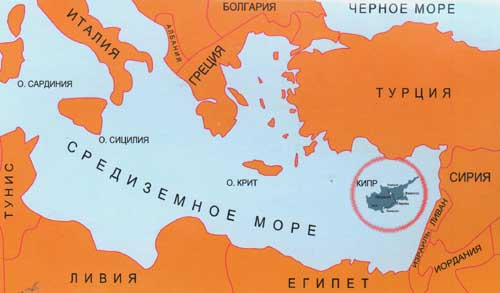 БОЛГАРИЯ
ЧЕРНОЕ МОРЕ
ИТАЛИЯ
АЛБАНИЯ
ГРЕЦИЯ
ТУРЦИЯ
О. САРДИНИЯ
О. СИЦИЛИЯ
О. КРИТ
КИПР
СИРИЯ
ТУНИС
СРЕДИЗЕМНОЕ МОРЕ
ЛИВАН
ИЗРАИЛЬ
ИОРДАНИЯ
ЛИВИЯ
ЕГИПЕТ